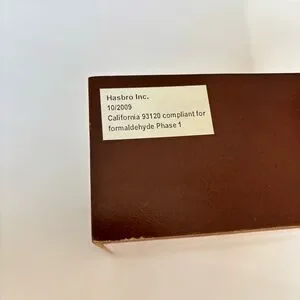 Hasbro Inc.
10/2009
California 93120 compliant for
formaldehyde Phase 1